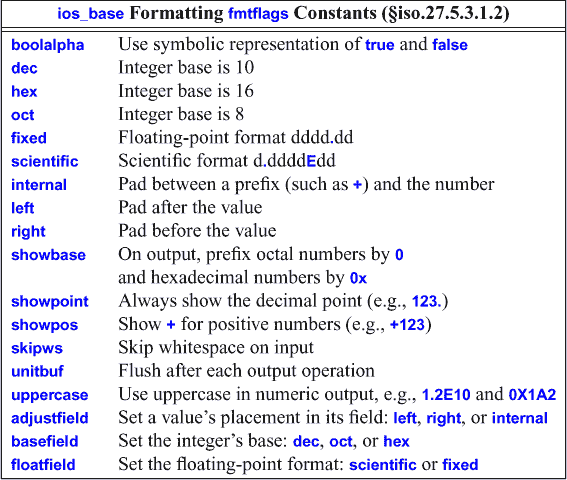 ios_base Formatting fmtflags Constants (§iso.27.5.3.1.2)
boolalpha Use symbolic representation of true and false
dec Integer base is 10
hex Integer base is 16
oct Integer base is 8
fixed Floating-point format dddd.dd
scientific Scientific format d.ddddEdd
internal Pad between a prefix (such as +) and the number
left Pad after the value
right Pad before the value
showbase On output, prefix octal numbers by 0
and hexadecimal numbers by 0x
showpoint Always show the decimal point (e.g., 123.)
showpos Show + for positive numbers (e.g., +123)
skipws Skip whitespace on input
unitbuf Flush after each output operation
uppercase Use uppercase in numeric output, e.g., 1.2E10 and 0X1A2
adjustfield Set a value's placement in its field: left, right, or internal
basefield Set the integer's base: dec, oct, or hex
floatfield Set the floating-point format: scientific or fixed